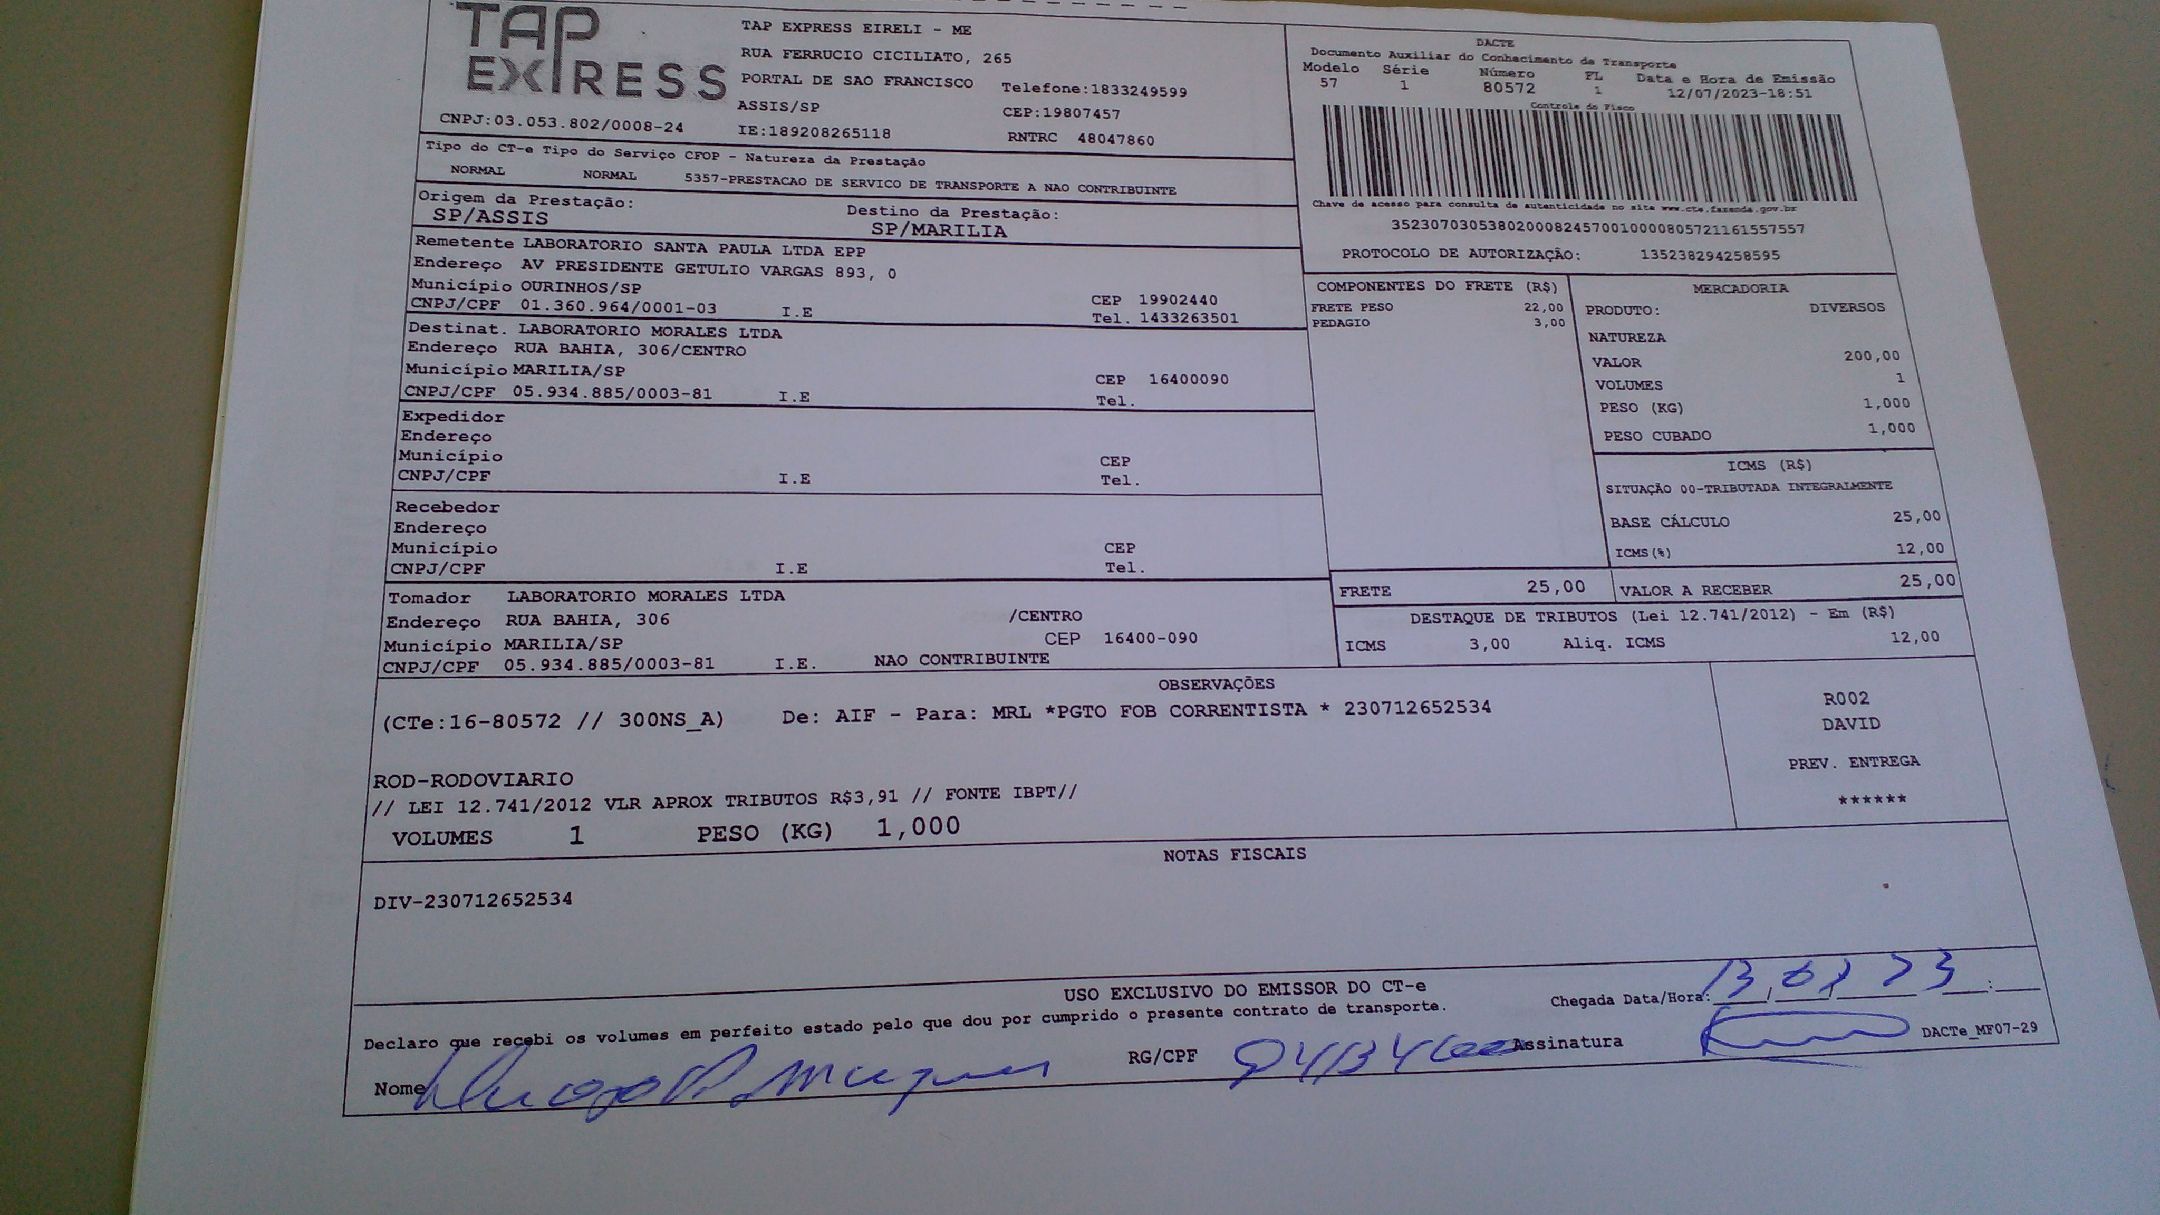 TAP EXPRESS
TAP EXPRESS EIRELI - ME
RUA FERRUCIO CICILIATO, 265
PORTAL DE SAO FRANCISCO Telefone:1833249599
ASSIS/SP CEP:19807457
CNPJ:03.053.802/0008-24 IE:189208265118 RNTRC 48047860
DACTE
Documento Auxiliar do Conhecimento de Transporte
Modelo Série Número FL Data e Hora de Emissão
57 1 80572 1 12/07/2023-18:51
Controle do Fisco
Chave de acesso para consulta de autenticidade no site www.cte.fazenda.gov.br
35230703053802000824570010000805721161557557
PROTOCOLO DE AUTORIZAÇÃO: 135238294258595
Tipo do CT-e Tipo do Serviço CFOP - Natureza da Prestação
NORMAL NORMAL 5357-PRESTACAO DE SERVICO DE TRANSPORTE A NAO CONTRIBUINTE
Origem da Prestação: Destino da Prestação:
SP/ASSIS SP/MARILIA
Remetente LABORATORIO SANTA PAULA LTDA EPP
Endereço AV PRESIDENTE GETULIO VARGAS 893, 0
Município OURINHOS/SP CEP 19902440
CNPJ/CPF 01.360.964/0001-03 I.E Tel. 1433263501
Destinat. LABORATORIO MORALES LTDA
Endereço RUA BAHIA, 306/CENTRO
Município MARILIA/SP CEP 16400090
CNPJ/CPF 05.934.885/0003-81 I.E Tel.
Expedidor
Endereço
Município CEP
CNPJ/CPF I.E Tel.
Recebedor
Endereço
Município CEP
CNPJ/CPF I.E Tel.
Tomador LABORATORIO MORALES LTDA
Endereço RUA BAHIA, 306 /CENTRO
Município MARILIA/SP CEP 16400-090
CNPJ/CPF 05.934.885/0003-81 I.E. NAO CONTRIBUINTE
COMPONENTES DO FRETE (R$)
FRETE PESO 22,00
PEDAGIO 3,00
MERCADORIA
PRODUTO: DIVERSOS
NATUREZA
VALOR 200,00
VOLUMES 1
PESO (KG) 1,000
PESO CUBADO 1,000
ICMS (R$)
SITUAÇÃO 00-TRIBUTADA INTEGRALMENTE
BASE CÁLCULO 25,00
ICMS(%) 12,00
FRETE 25,00 VALOR A RECEBER 25,00
DESTAQUE DE TRIBUTOS (Lei 12.741/2012) - Em (R$)
ICMS 3,00 Aliq. ICMS 12,00
OBSERVAÇÕES
(CTe:16-80572 // 300NS_A) De: AIF - Para: MRL *PGTO FOB CORRENTISTA * 230712652534
ROD-RODOVIARIO
// LEI 12.741/2012 VLR APROX TRIBUTOS R$3,91 // FONTE IBPT//
VOLUMES 1 PESO (KG) 1,000
R002
DAVID
PREV. ENTREGA
******
NOTAS FISCAIS
DIV-230712652534
USO EXCLUSIVO DO EMISSOR DO CT-e
Declaro que recebi os volumes em perfeito estado pelo que dou por cumprido o presente contrato de transporte.
Chegada Data/Hora: 13 / 07 / 23 :
Nome RG/CPF Assinatura DACTe_MF07-29